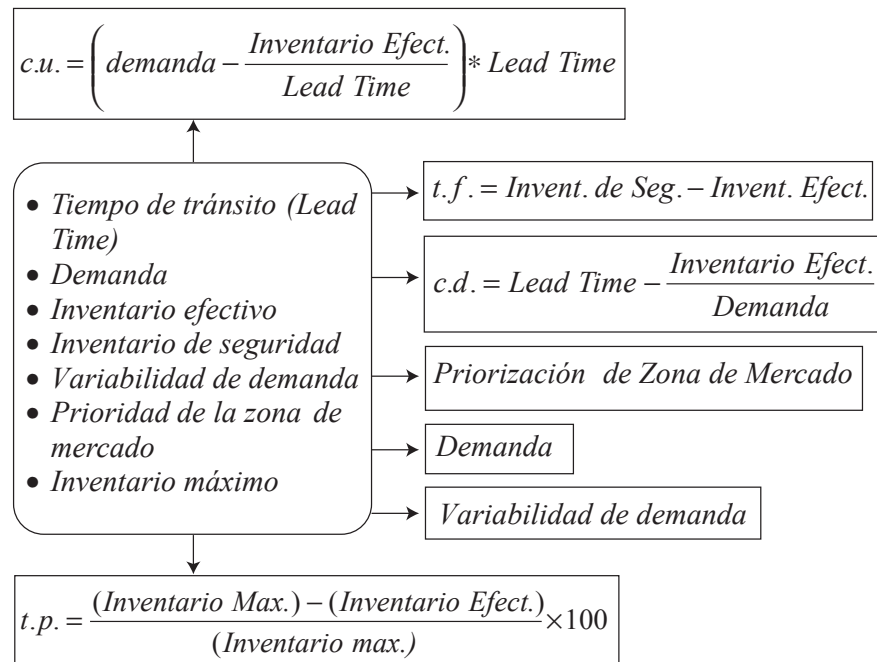 c.u. = ( demanda − Inventario Efect. / Lead Time ) * Lead Time
• Tiempo de tránsito (Lead
Time)
• Demanda
• Inventario efectivo
• Inventario de seguridad
• Variabilidad de demanda
• Prioridad de la zona de
mercado
• Inventario máximo
t.f. = Invent. de Seg. − Invent. Efect.
c.d. = Lead Time − Inventario Efect. / Demanda
Priorización de Zona de Mercado
Demanda
Variabilidad de demanda
t.p. = (Inventario Max.) − (Inventario Efect.) / (Inventario max.) ×100